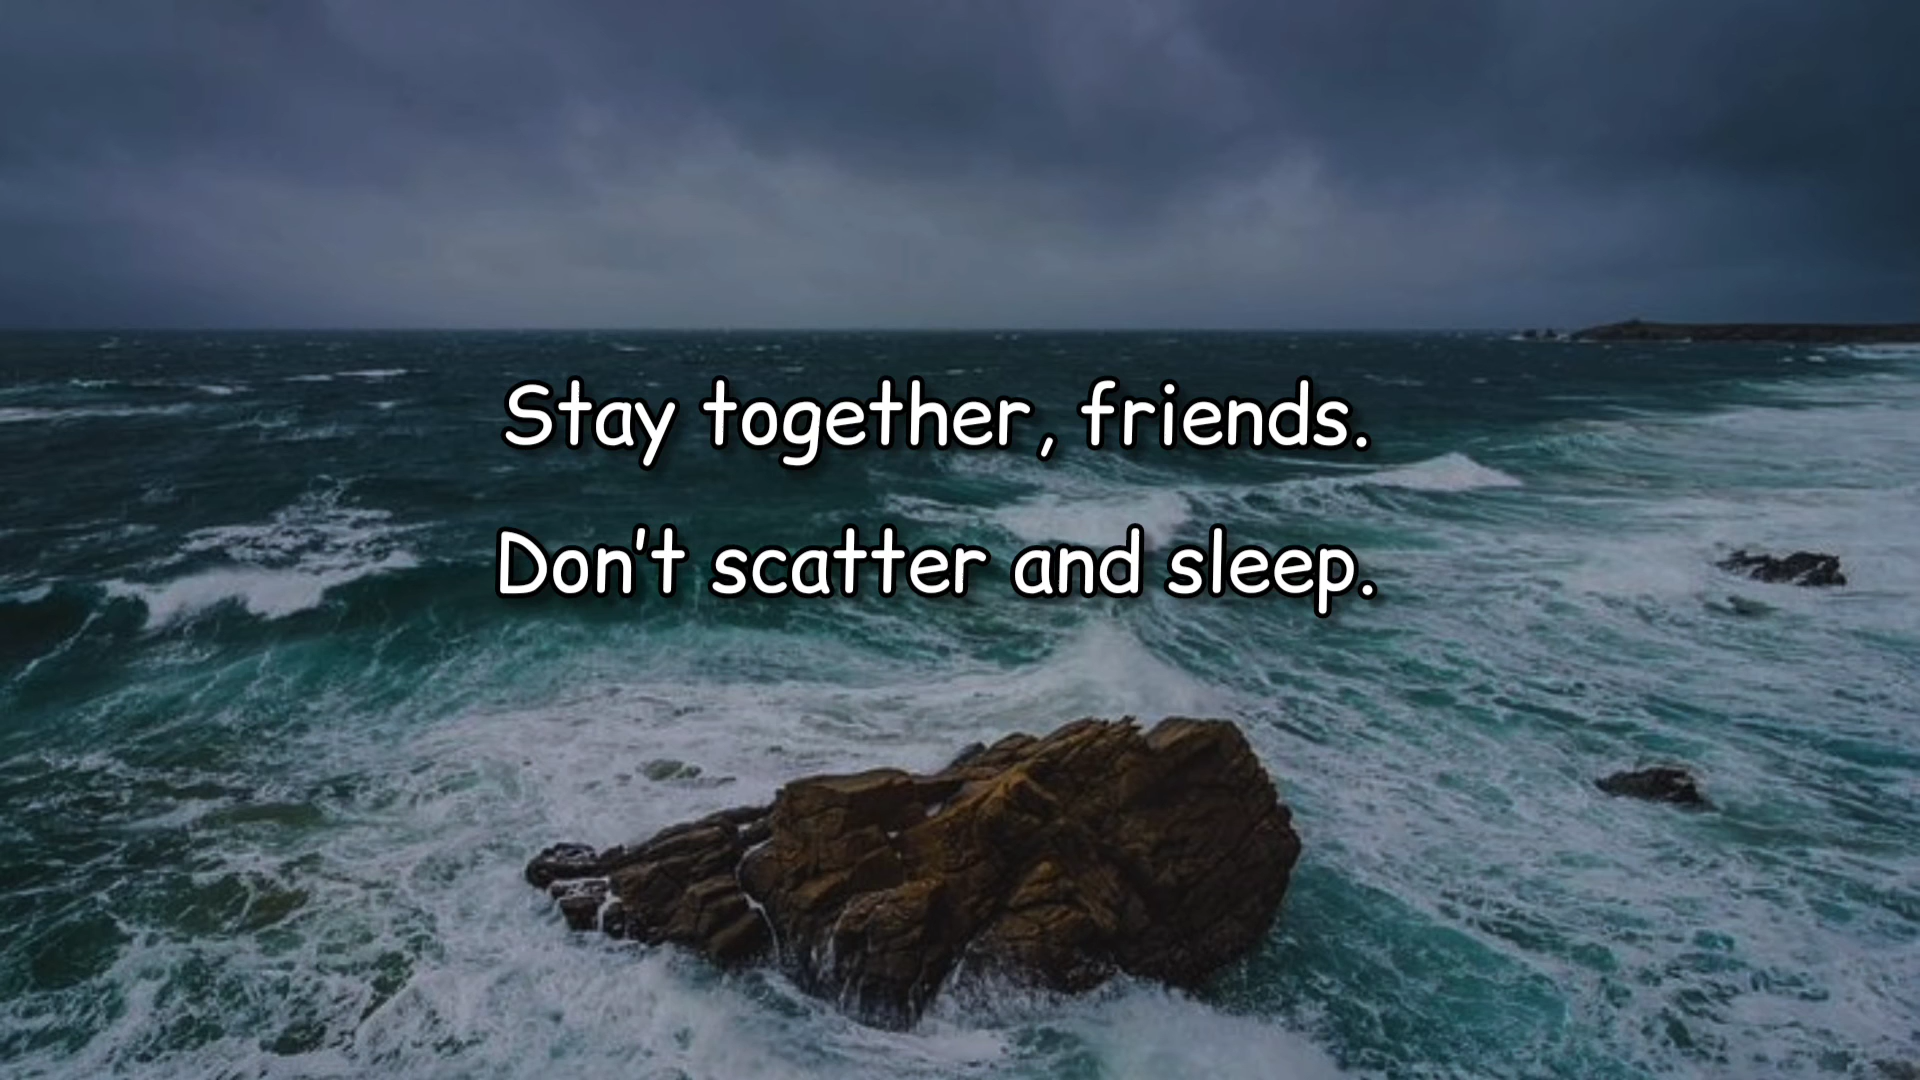 Stay together, friends.
Don't scatter and sleep.